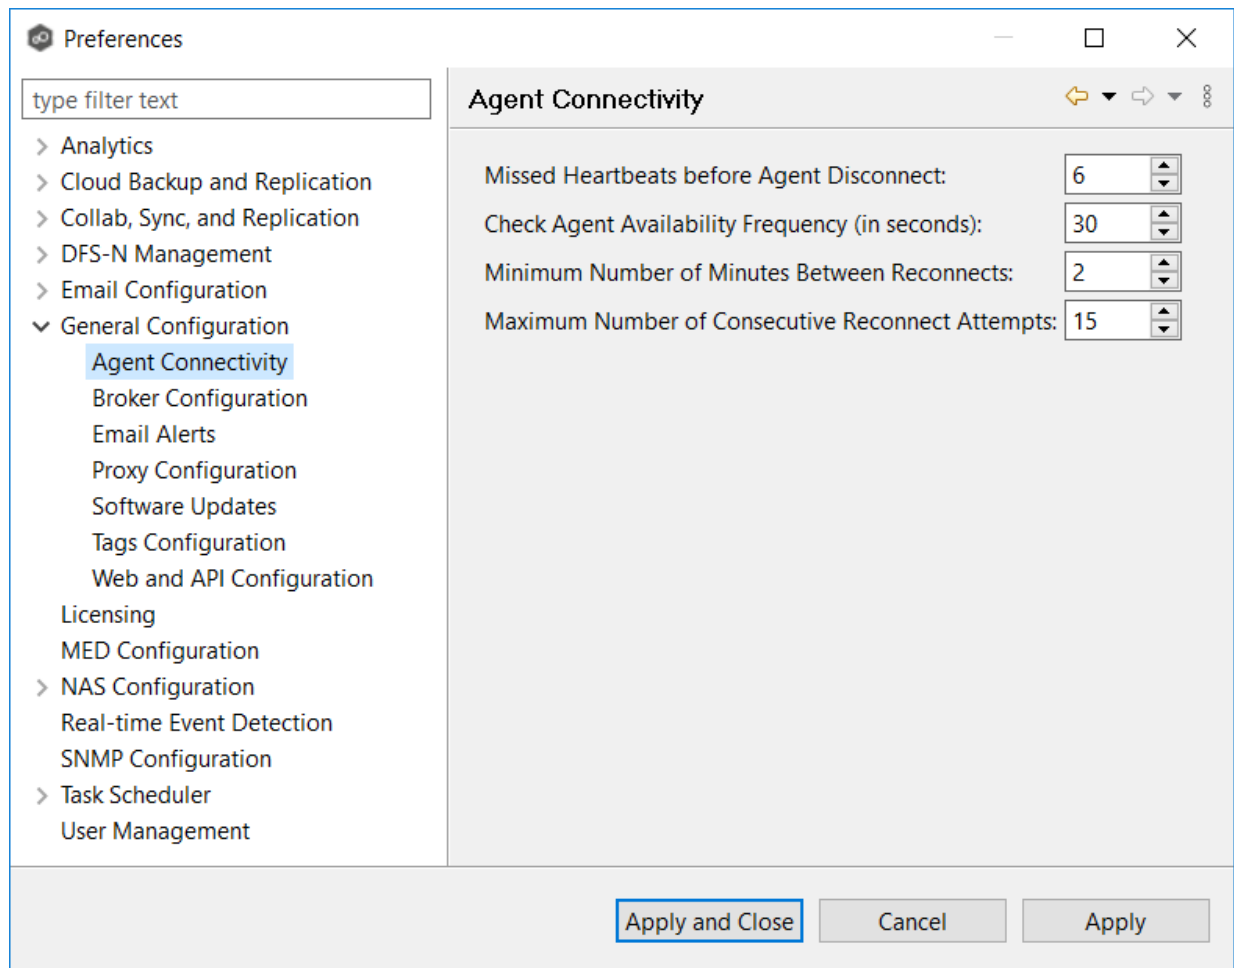 Preferences
type filter text
Analytics
Cloud Backup and Replication
Collab, Sync, and Replication
DFS-N Management
Email Configuration
General Configuration
Agent Connectivity
Broker Configuration
Email Alerts
Proxy Configuration
Software Updates
Tags Configuration
Web and API Configuration
Licensing
MED Configuration
NAS Configuration
Real-time Event Detection
SNMP Configuration
Task Scheduler
User Management
Agent Connectivity
Missed Heartbeats before Agent Disconnect: 6
Check Agent Availability Frequency (in seconds): 30
Minimum Number of Minutes Between Reconnects: 2
Maximum Number of Consecutive Reconnect Attempts: 15
Apply and Close Cancel Apply